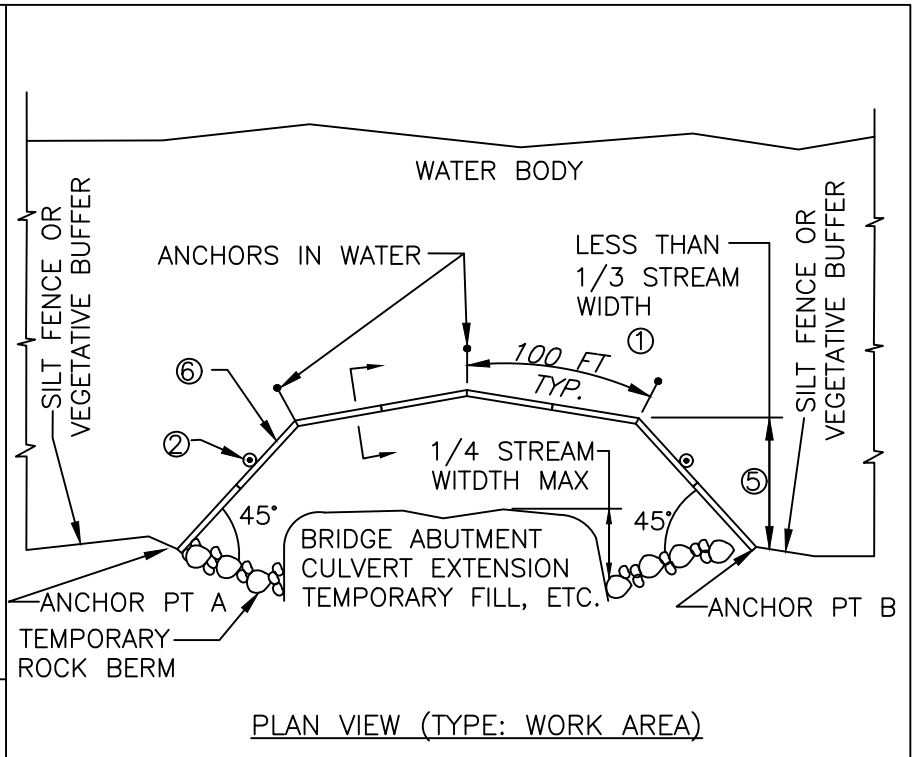 WATER BODY
SILT FENCE OR
VEGETATIVE BUFFER
ANCHORS IN WATER
LESS THAN
1/3 STREAM
WIDTH
SILT FENCE OR
VEGETATIVE BUFFER
①
100 FT
TYP.
⑥
②
1/4 STREAM
WITDTH MAX
⑤
45°
45°
BRIDGE ABUTMENT
CULVERT EXTENSION
TEMPORARY FILL, ETC.
ANCHOR PT A
ANCHOR PT B
TEMPORARY
ROCK BERM
PLAN VIEW (TYPE: WORK AREA)